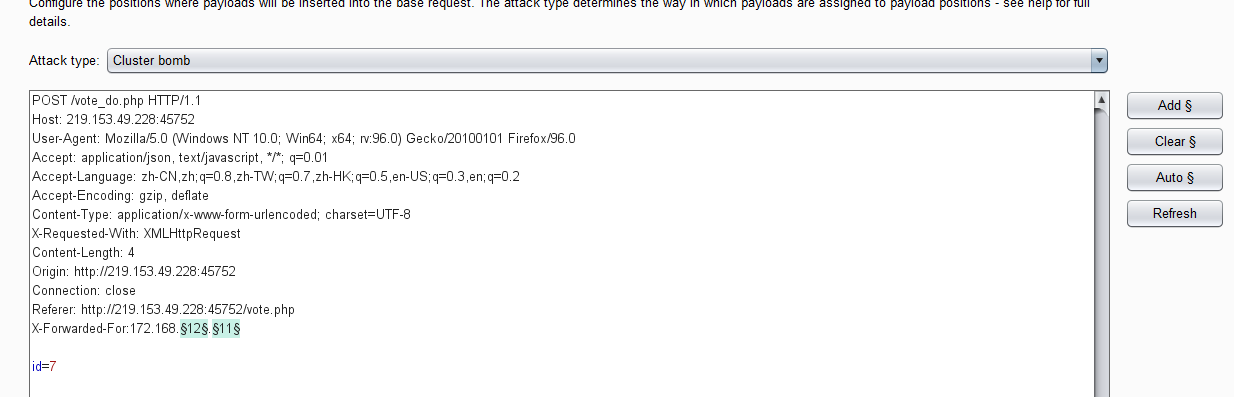 Configure the positions where payloads will be inserted into the base request. The attack type determines the way in which payloads are assigned to payload positions - see help for full
details.
Attack type: Cluster bomb
POST /vote_do.php HTTP/1.1
Host: 219.153.49.228:45752
User-Agent: Mozilla/5.0 (Windows NT 10.0; Win64; x64; rv:96.0) Gecko/20100101 Firefox/96.0
Accept: application/json, text/javascript, */*; q=0.01
Accept-Language: zh-CN,zh;q=0.8,zh-TW;q=0.7,zh-HK;q=0.5,en-US;q=0.3,en;q=0.2
Accept-Encoding: gzip, deflate
Content-Type: application/x-www-form-urlencoded; charset=UTF-8
X-Requested-With: XMLHttpRequest
Content-Length: 4
Origin: http://219.153.49.228:45752
Connection: close
Referer: http://219.153.49.228:45752/vote.php
X-Forwarded-For:172.168.§12§.§11§
id=7
Add §
Clear §
Auto §
Refresh